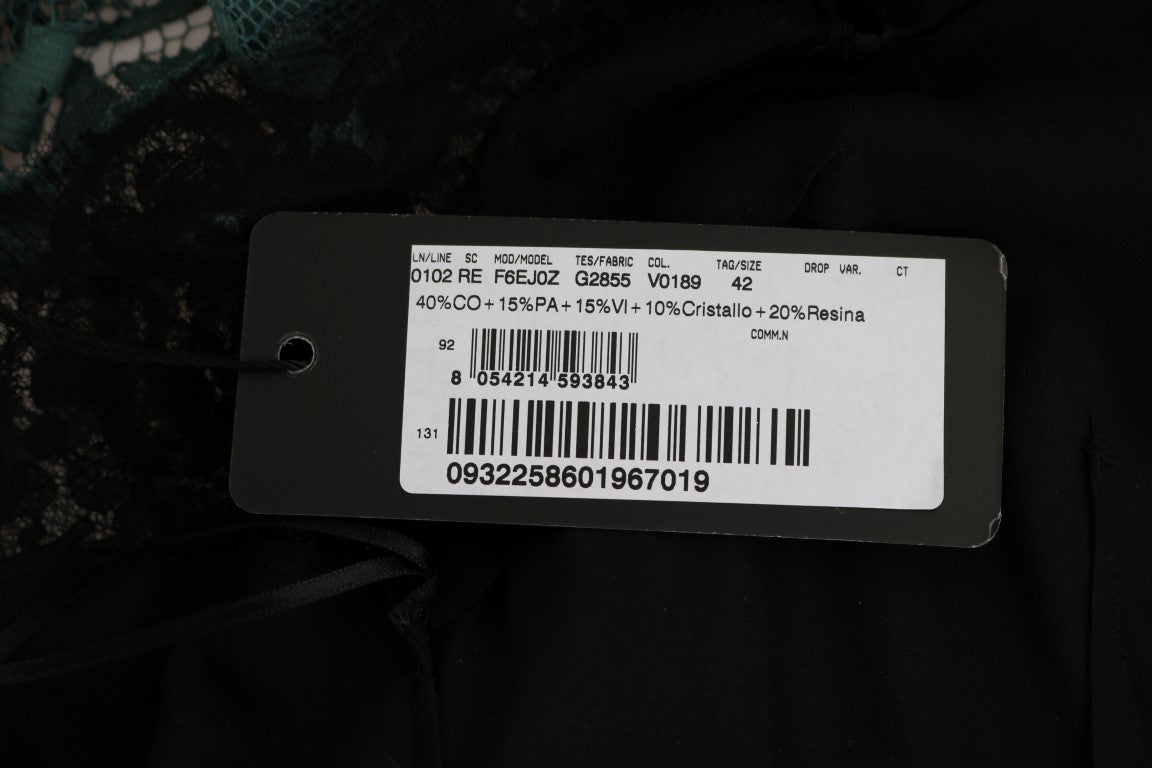 LN/LINE SC MOD/MODEL TES/FABRIC COL. TAG/SIZE DROP VAR. CT
0102 RE F6EJ0Z G2855 V0189 42
40%CO+15%PA+15%VI+10%Cristallo+20%Resina
COMM.N
92
8 054214 593843
131
0932258601967019